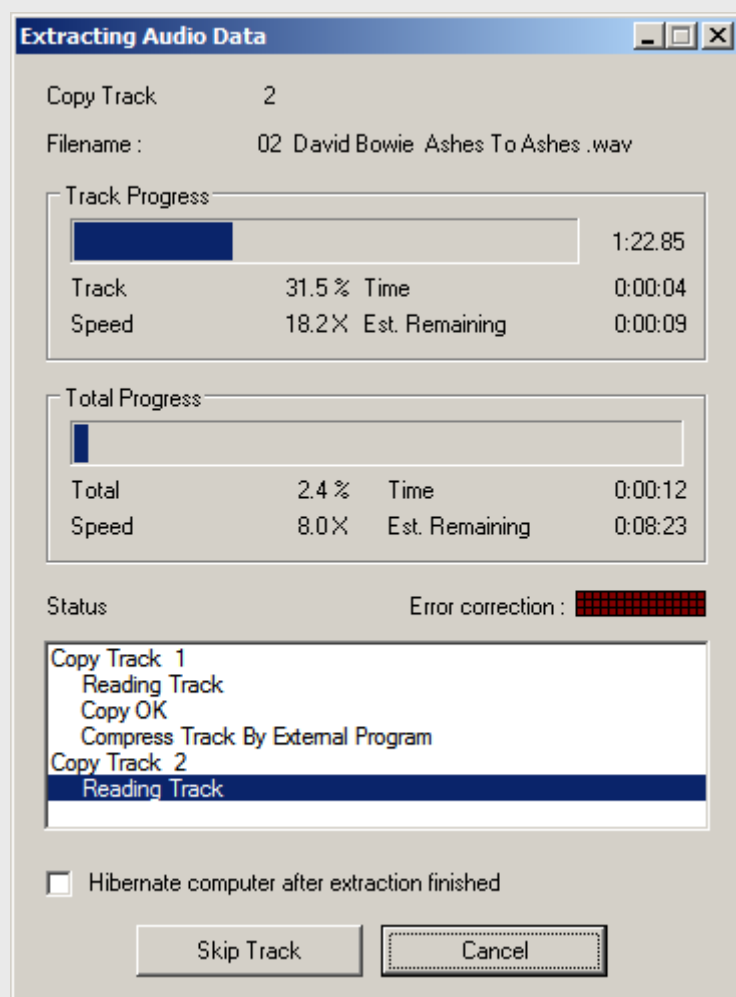 Extracting Audio Data
Copy Track 2
Filename : 02 David Bowie Ashes To Ashes .wav
Track Progress
1:22.85
Track 31.5 % Time 0:00:04
Speed 18.2X Est. Remaining 0:00:09
Total Progress
Total 2.4 % Time 0:00:12
Speed 8.0X Est. Remaining 0:08:23
Status Error correction :
Copy Track 1
Reading Track
Copy OK
Compress Track By External Program
Copy Track 2
Reading Track
Hibernate computer after extraction finished
Skip Track Cancel